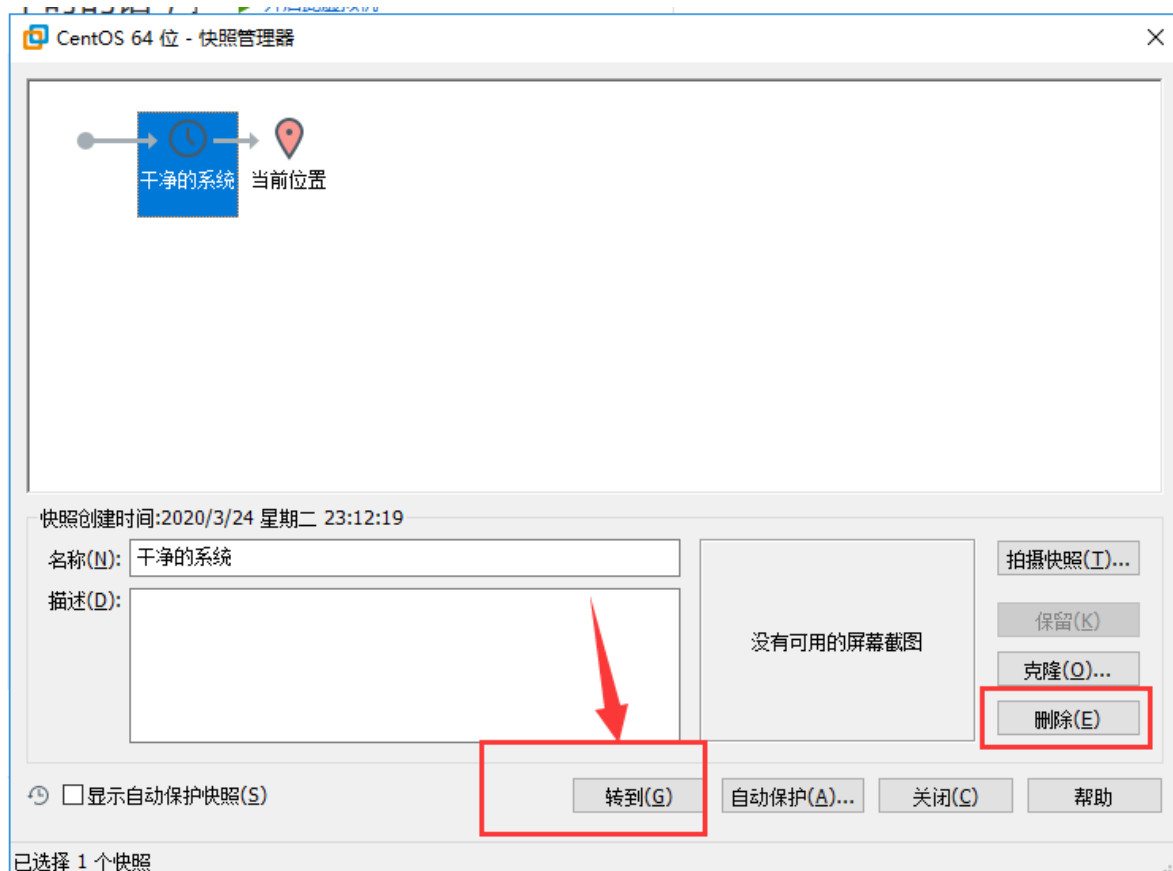 CentOS 64 位 - 快照管理器
干净的系统 当前位置
快照创建时间:2020/3/24 星期二 23:12:19
名称(N): 干净的系统
拍摄快照(T)...
描述(D):
保留(K)
没有可用的屏幕截图
克隆(O)...
删除(E)
显示自动保护快照(S) 转到(G) 自动保护(A)... 关闭(C) 帮助
已选择 1 个快照